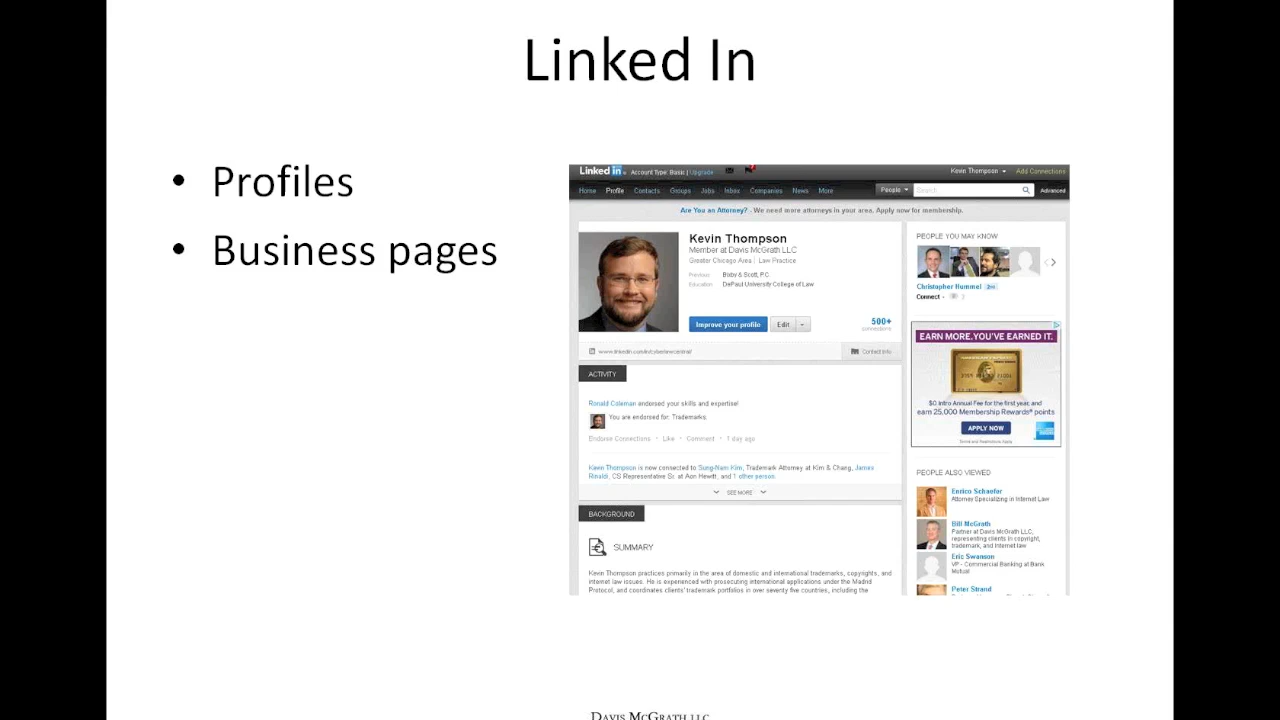 Linked In
• Profiles
• Business pages
Linked in Account Type: Basic | Upgrade
Kevin Thompson Add Connections
Home Profile Contacts Groups Jobs Inbox Companies News More
People Search... Advanced
Are You an Attorney? - We need more attorneys in your area. Apply now for membership.
Kevin Thompson
Member at Davis McGrath LLC
Greater Chicago Area | Law Practice
Previous Bixby & Scott, P.C.
Education DePaul University College of Law
Improve your profile Edit
500+
connections
Contact Info
ACTIVITY
Ronald Coleman endorsed your skills and expertise!
You are endorsed for: Trademarks.
Endorse Connections • Like • Comment • 1 day ago
Kevin Thompson is now connected to Sung-Nam Kim, Trademark Attorney at Kim & Chang, James
Rinaldi, CS Representative Sr. at Aon Hewitt, and 1 other person.
SEE MORE
BACKGROUND
SUMMARY
Kevin Thompson practices primarily in the area of domestic and international trademarks, copyrights, and
internet law issues. He is experienced with prosecuting international applications under the Madrid
Protocol, and coordinates clients' trademark portfolios in over seventy five countries, including the
PEOPLE YOU MAY KNOW
Christopher Hummel 2nd
Connect
EARN MORE. YOU'VE EARNED IT.
$0 Intro Annual Fee for the first year, and
earn 25,000 Membership Rewards® points
APPLY NOW
Terms and Restrictions Apply
PEOPLE ALSO VIEWED
Enrico Schaefer
Attorney Specializing in Internet Law
Bill McGrath
Partner at Davis McGrath LLC,
representing clients in copyright,
trademark, and Internet law
Eric Swanson
VP - Commercial Banking at Bank
Mutual
Peter Strand
DAVIS MCGRATH LLC